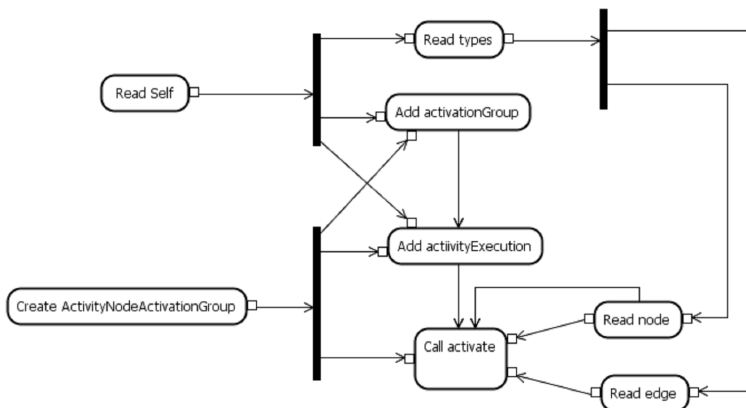 Read types
Read Self
Add activationGroup
Add actiivityExecution
Create ActivityNodeActivationGroup
Read node
Call activate
Read edge